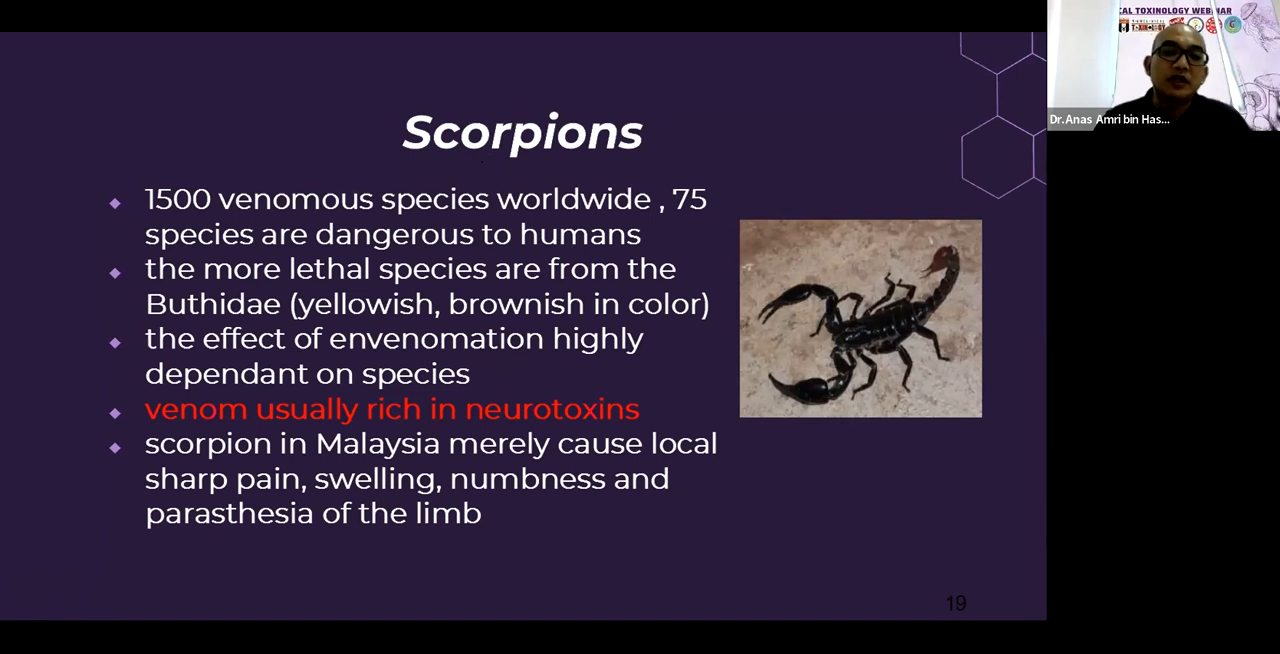 Scorpions
1500 venomous species worldwide , 75
species are dangerous to humans
the more lethal species are from the
Buthidae (yellowish, brownish in color)
the effect of envenomation highly
dependant on species
venom usually rich in neurotoxins
scorpion in Malaysia merely cause local
sharp pain, swelling, numbness and
parasthesia of the limb
19
CAL TOXINOLOGY WEBINAR
Dr.Anas Amri bin Has...